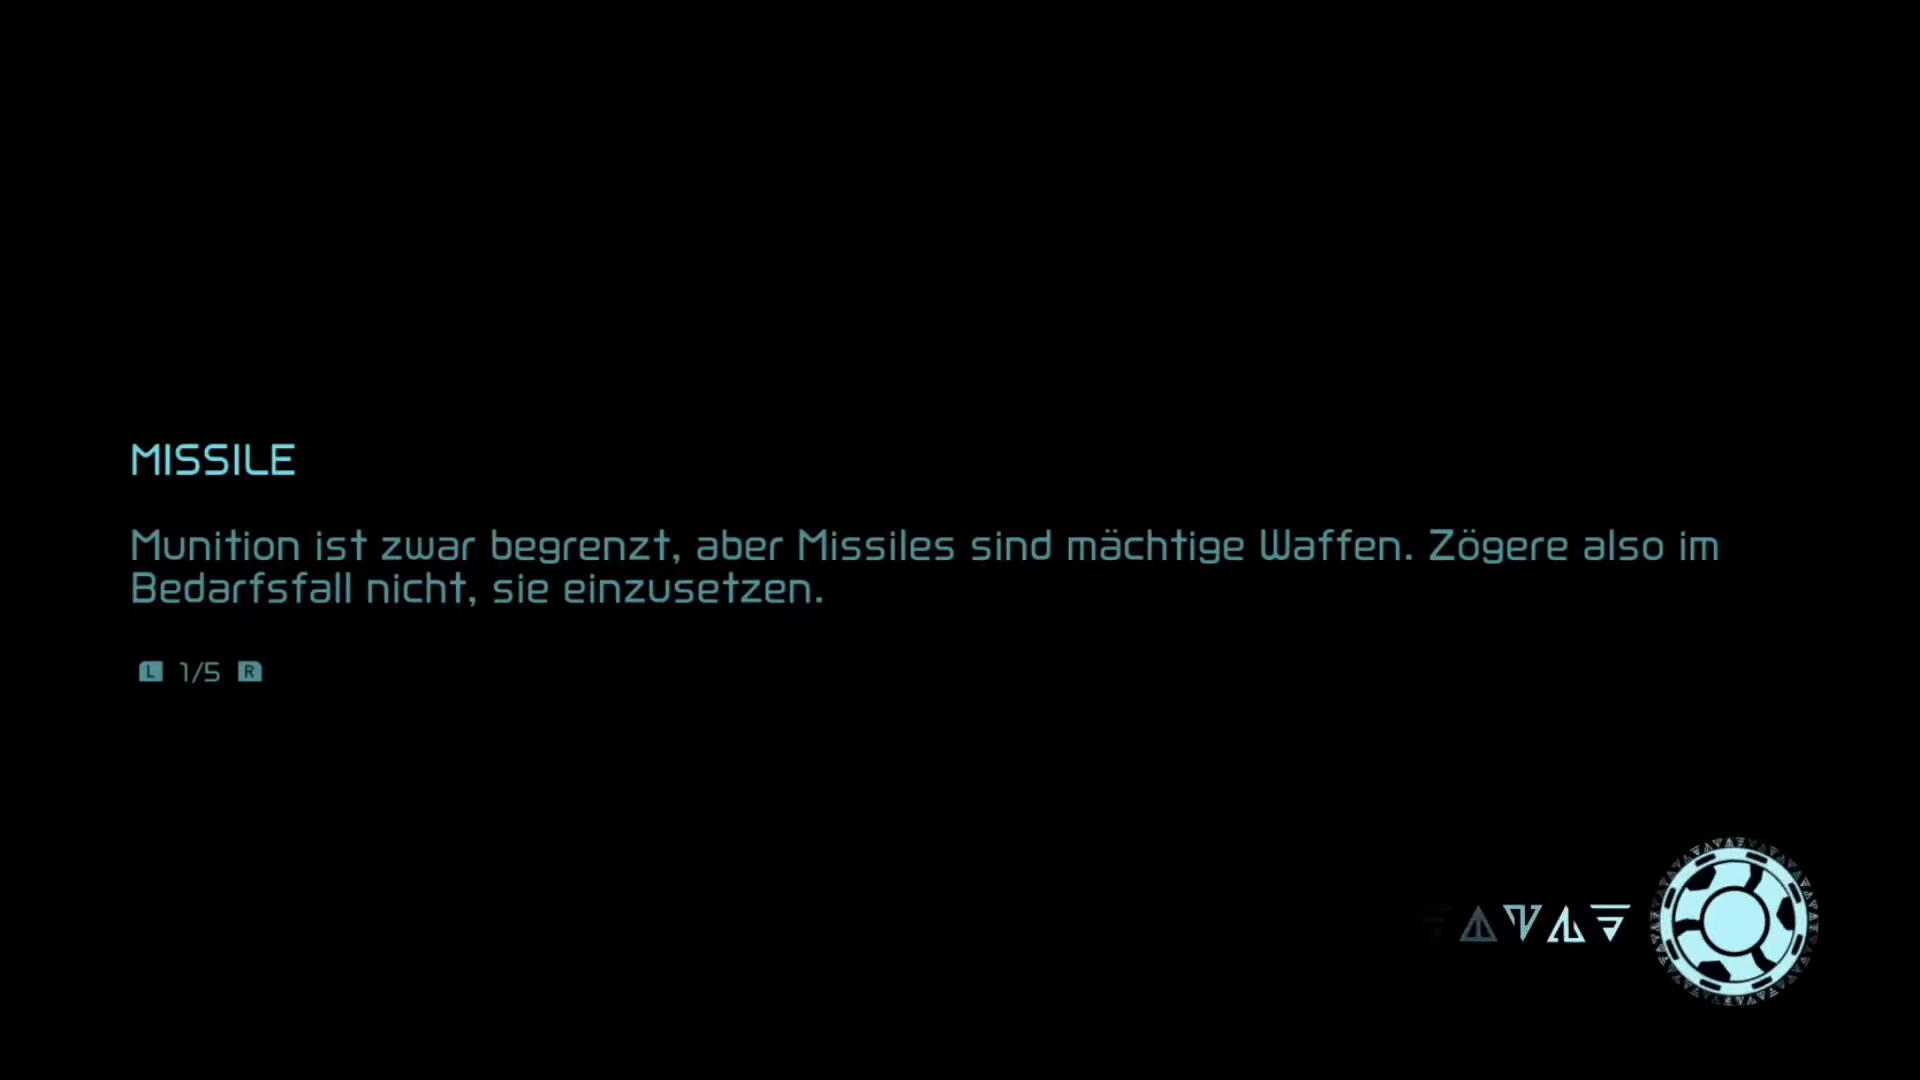 MISSILE
Munition ist zwar begrenzt, aber Missiles sind mächtige Waffen. Zögere also im
Bedarfsfall nicht, sie einzusetzen.
L 1/5 R